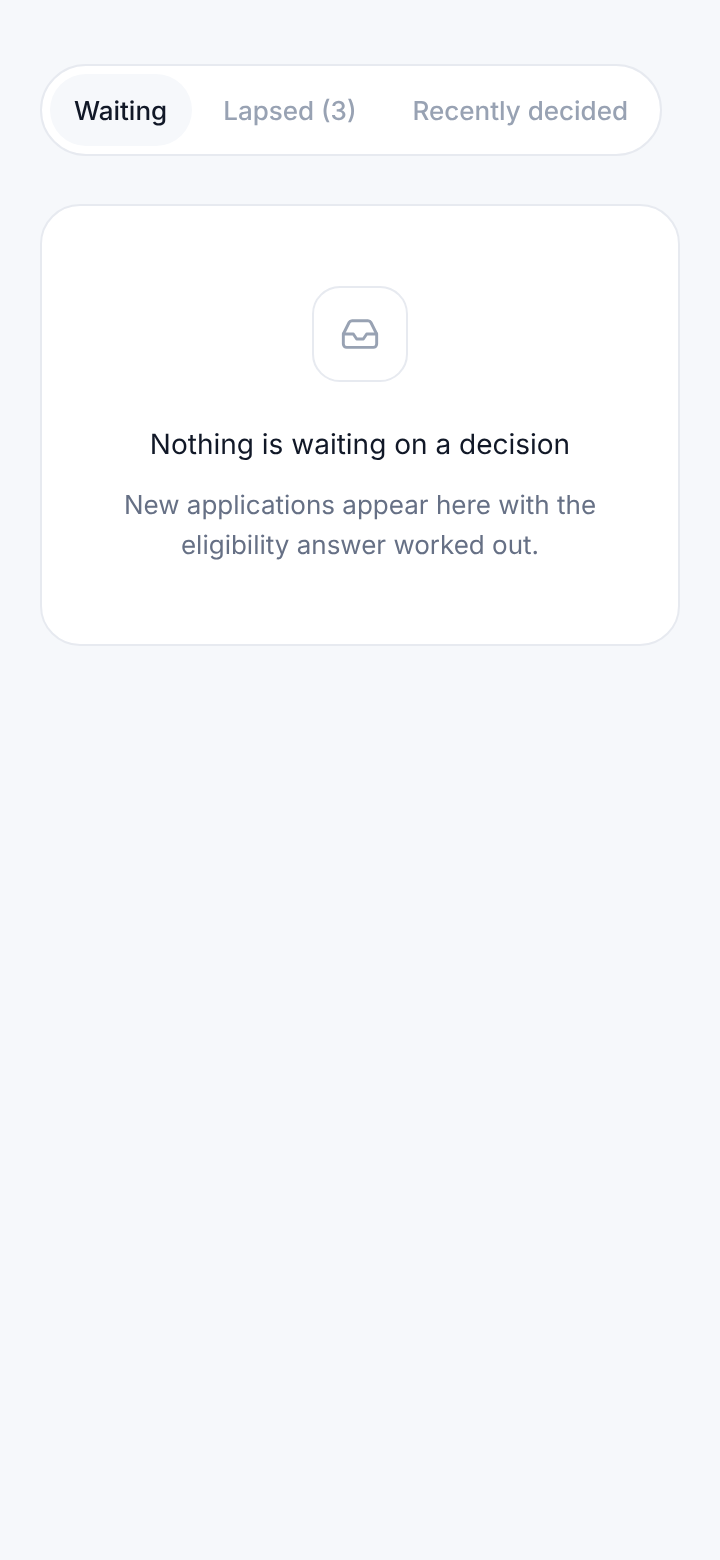 Waiting Lapsed (3) Recently decided
Nothing is waiting on a decision
New applications appear here with the
eligibility answer worked out.